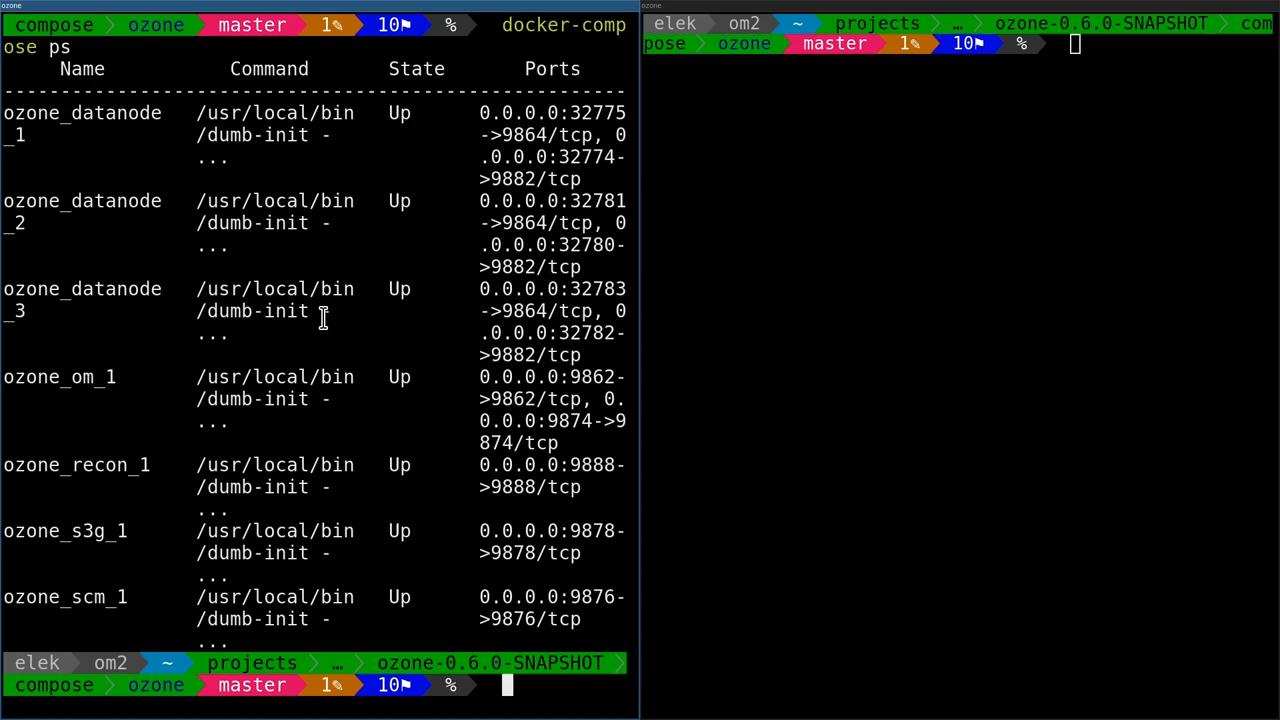 ozone
compose ozone master 1✎ 10⚑ % docker-comp
ose ps
Name Command State Ports
---------------------------------------------------------
ozone_datanode /usr/local/bin Up 0.0.0.0:32775
_1 /dumb-init - ->9864/tcp, 0
... .0.0.0:32774-
>9882/tcp
ozone_datanode /usr/local/bin Up 0.0.0.0:32781
_2 /dumb-init - ->9864/tcp, 0
... .0.0.0:32780-
>9882/tcp
ozone_datanode /usr/local/bin Up 0.0.0.0:32783
_3 /dumb-init - ->9864/tcp, 0
... .0.0.0:32782-
>9882/tcp
ozone_om_1 /usr/local/bin Up 0.0.0.0:9862-
/dumb-init - >9862/tcp, 0.
... 0.0.0:9874->9
874/tcp
ozone_recon_1 /usr/local/bin Up 0.0.0.0:9888-
/dumb-init - >9888/tcp
...
ozone_s3g_1 /usr/local/bin Up 0.0.0.0:9878-
/dumb-init - >9878/tcp
...
ozone_scm_1 /usr/local/bin Up 0.0.0.0:9876-
/dumb-init - >9876/tcp
...
elek om2 ~ projects … ozone-0.6.0-SNAPSHOT
compose ozone master 1✎ 10⚑ %
ozone
elek om2 ~ projects … ozone-0.6.0-SNAPSHOT com
pose ozone master 1✎ 10⚑ %